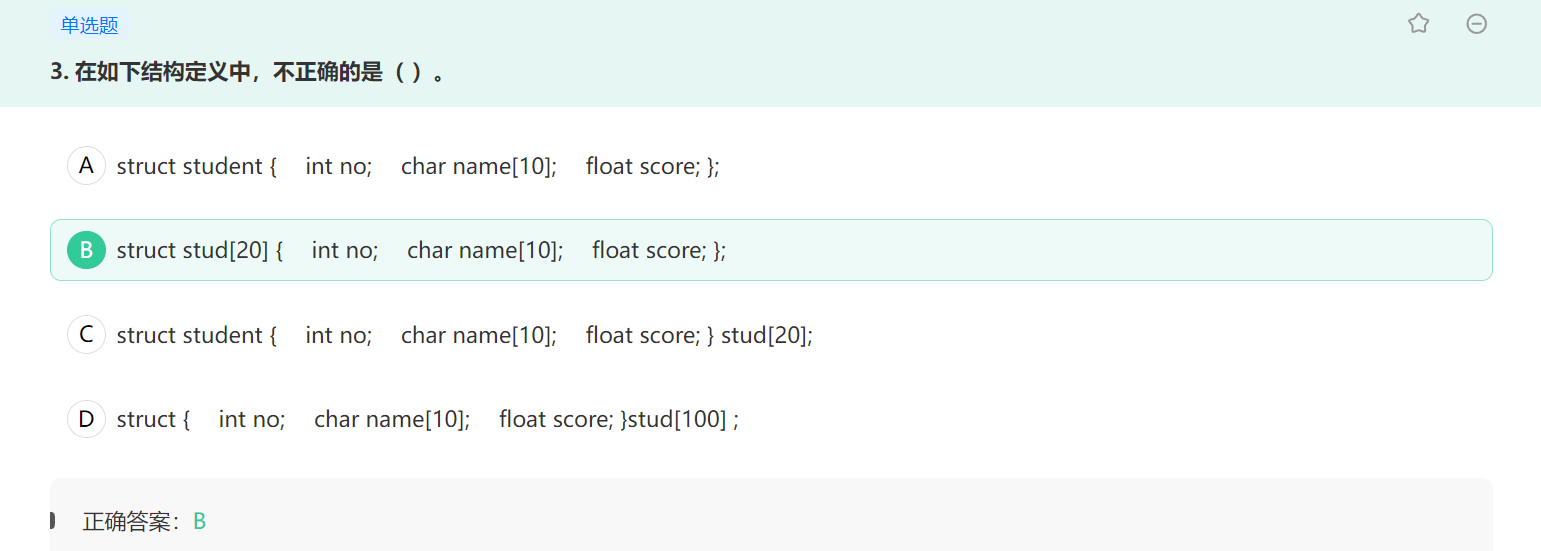 单选题
3. 在如下结构定义中，不正确的是（ ）。
A struct student { int no; char name[10]; float score; };
B struct stud[20] { int no; char name[10]; float score; };
C struct student { int no; char name[10]; float score; } stud[20];
D struct { int no; char name[10]; float score; }stud[100] ;
正确答案：B